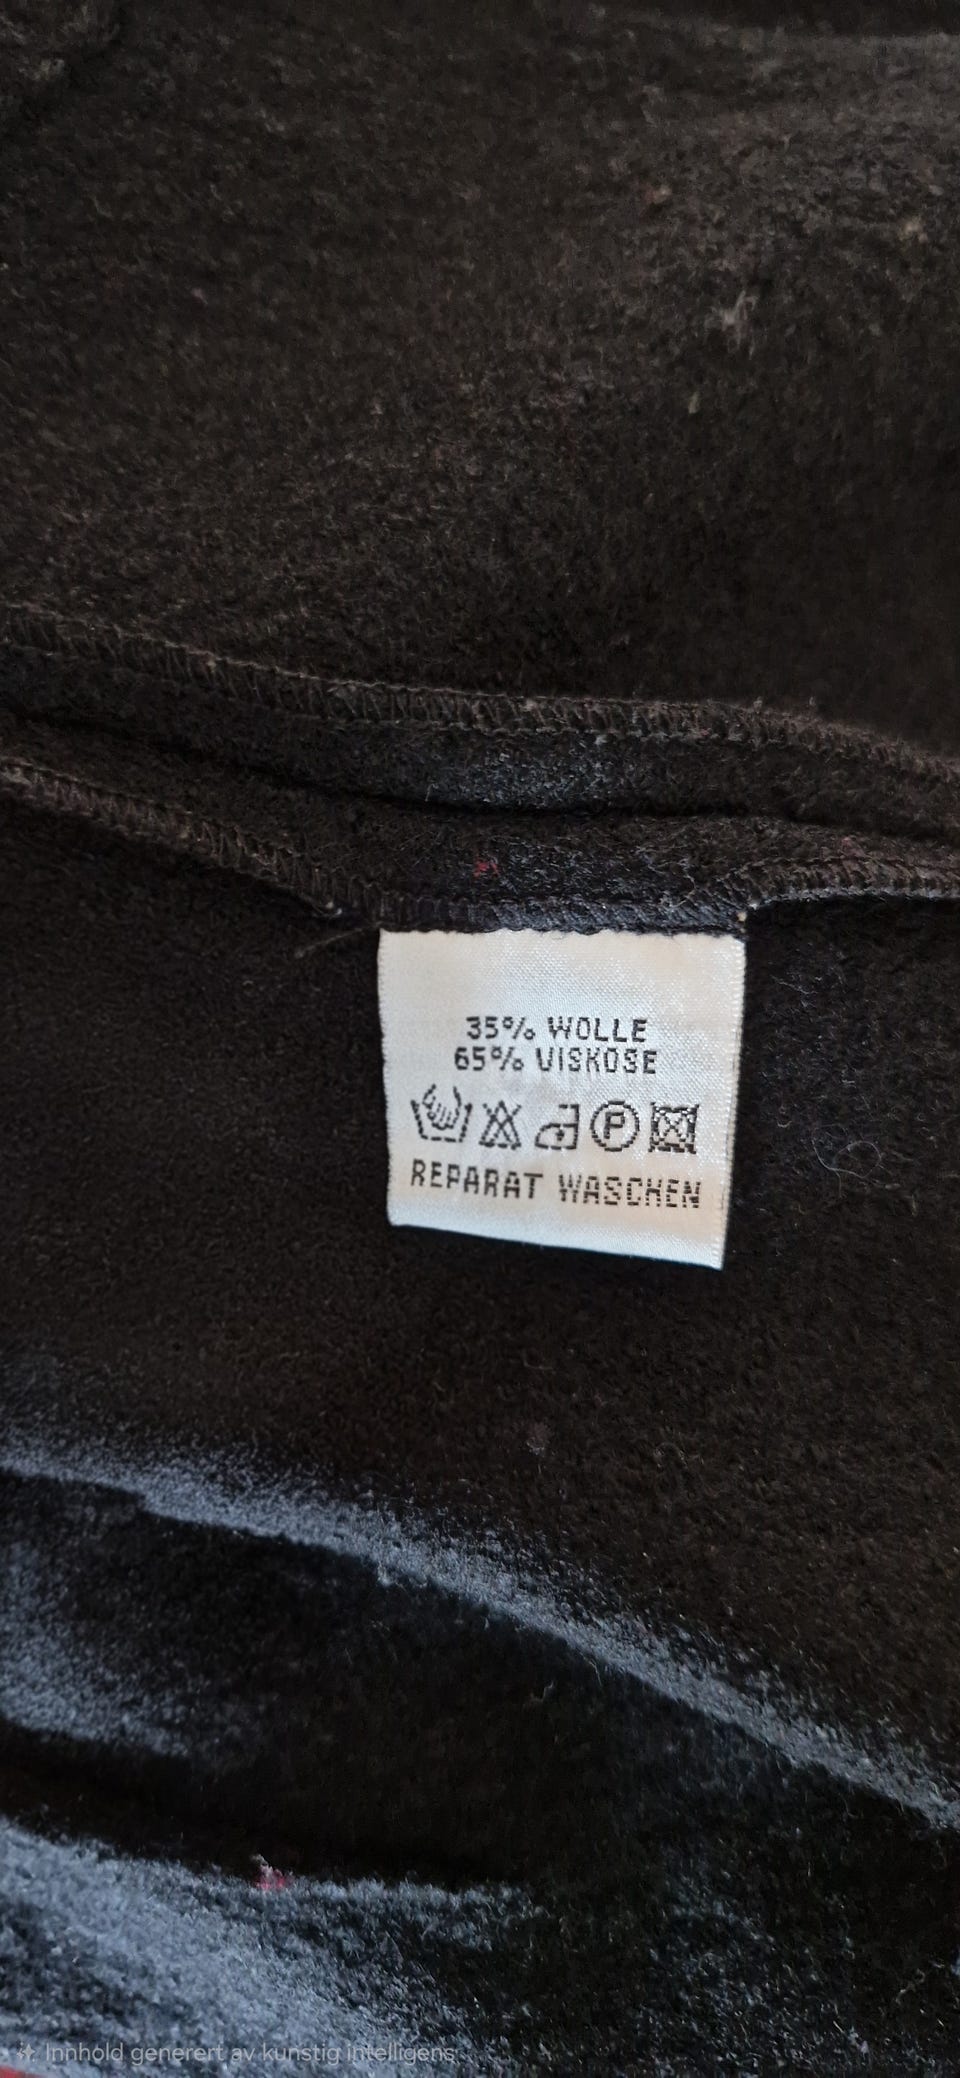 35% WOLLE
65% VISKOSE
P
REPARAT WASCHEN
Innhold generert av kunstig intelligens